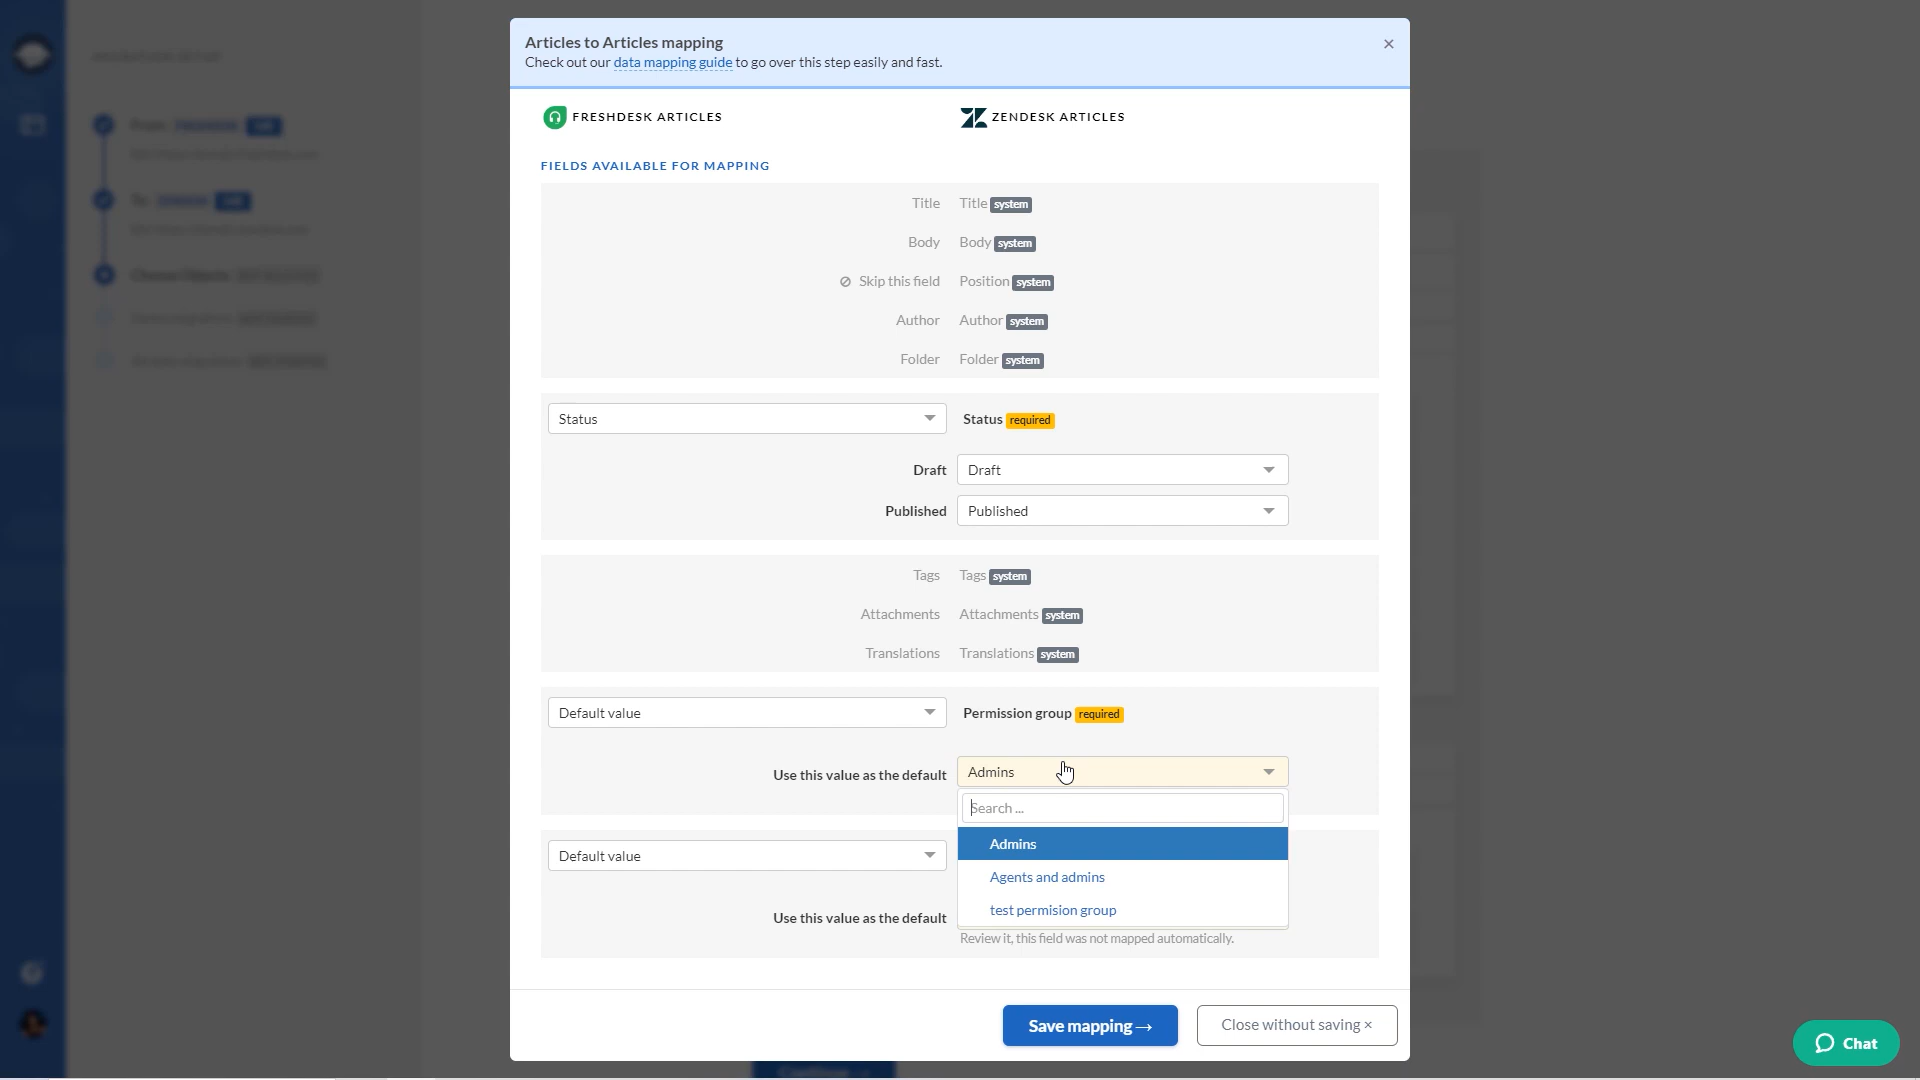 Articles to Articles mapping
×
Check out our data mapping guide to go over this step easily and fast.
FRESHDESK ARTICLES
ZENDESK ARTICLES
FIELDS AVAILABLE FOR MAPPING
Title Title system
Body Body system
Skip this field Position system
Author Author system
Folder Folder system
Status Status required
Draft Draft
Published Published
Tags Tags system
Attachments Attachments system
Translations Translations system
Default value Permission group required
Use this value as the default Admins
Search ...
Admins
Default value
Agents and admins
test permision group
Use this value as the default
Review it, this field was not mapped automatically.
Save mapping →
Close without saving ×
Chat